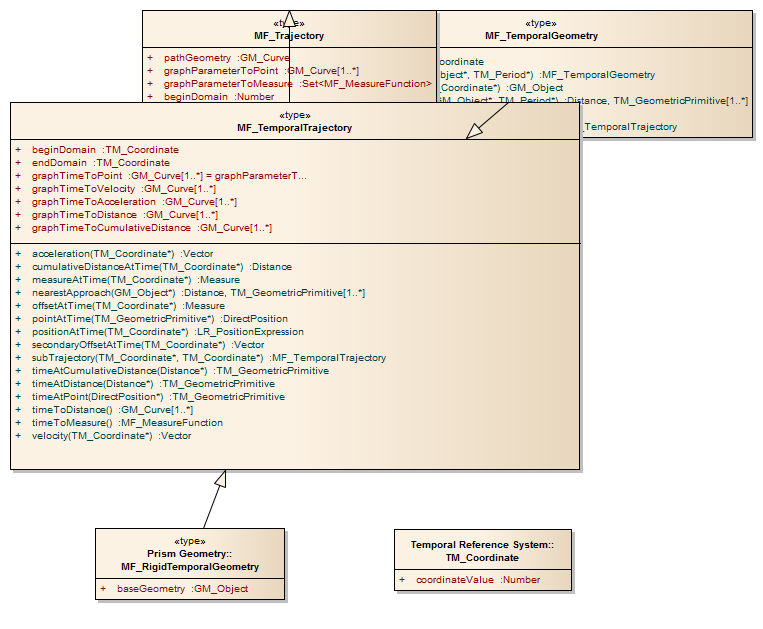 «type»
MF_Trajectory
+ pathGeometry :GM_Curve
+ graphParameterToPoint :GM_Curve[1..*]
+ graphParameterToMeasure :Set<MF_MeasureFunction>
+ beginDomain :Number
«type»
MF_TemporalGeometry
oordinate
bject*, TM_Period*) :MF_TemporalGeometry
Coordinate*) :GM_Object
GM_Object*, TM_Period*) :Distance, TM_GeometricPrimitive[1..*]
_TemporalTrajectory
«type»
MF_TemporalTrajectory
+ beginDomain :TM_Coordinate
+ endDomain :TM_Coordinate
+ graphTimeToPoint :GM_Curve[1..*] = graphParameterT...
+ graphTimeToVelocity :GM_Curve[1..*]
+ graphTimeToAcceleration :GM_Curve[1..*]
+ graphTimeToDistance :GM_Curve[1..*]
+ graphTimeToCumulativeDistance :GM_Curve[1..*]
+ acceleration(TM_Coordinate*) :Vector
+ cumulativeDistanceAtTime(TM_Coordinate*) :Distance
+ measureAtTime(TM_Coordinate*) :Measure
+ nearestApproach(GM_Object*) :Distance, TM_GeometricPrimitive[1..*]
+ offsetAtTime(TM_Coordinate*) :Measure
+ pointAtTime(TM_GeometricPrimitive*) :DirectPosition
+ positionAtTime(TM_Coordinate*) :LR_PositionExpression
+ secondaryOffsetAtTime(TM_Coordinate*) :Vector
+ subTrajectory(TM_Coordinate*, TM_Coordinate*) :MF_TemporalTrajectory
+ timeAtCumulativeDistance(Distance*) :TM_GeometricPrimitive
+ timeAtDistance(Distance*) :TM_GeometricPrimitive
+ timeAtPoint(DirectPosition*) :TM_GeometricPrimitive
+ timeToDistance() :GM_Curve[1..*]
+ timeToMeasure() :MF_MeasureFunction
+ velocity(TM_Coordinate*) :Vector
«type»
Prism Geometry::
MF_RigidTemporalGeometry
+ baseGeometry :GM_Object
Temporal Reference System::
TM_Coordinate
+ coordinateValue :Number